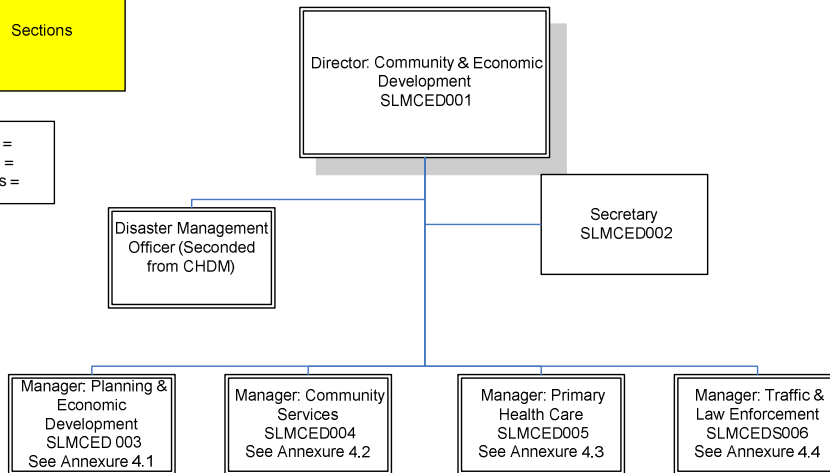 Sections
=
=
s =
Director: Community & Economic
Development
SLMCED001
Disaster Management
Officer (Seconded
from CHDM)
Secretary
SLMCED002
Manager: Planning &
Economic
Development
SLMCED 003
See Annexure 4.1
Manager: Community
Services
SLMCED004
See Annexure 4.2
Manager: Primary
Health Care
SLMCED005
See Annexure 4.3
Manager: Traffic &
Law Enforcement
SLMCEDS006
See Annexure 4.4